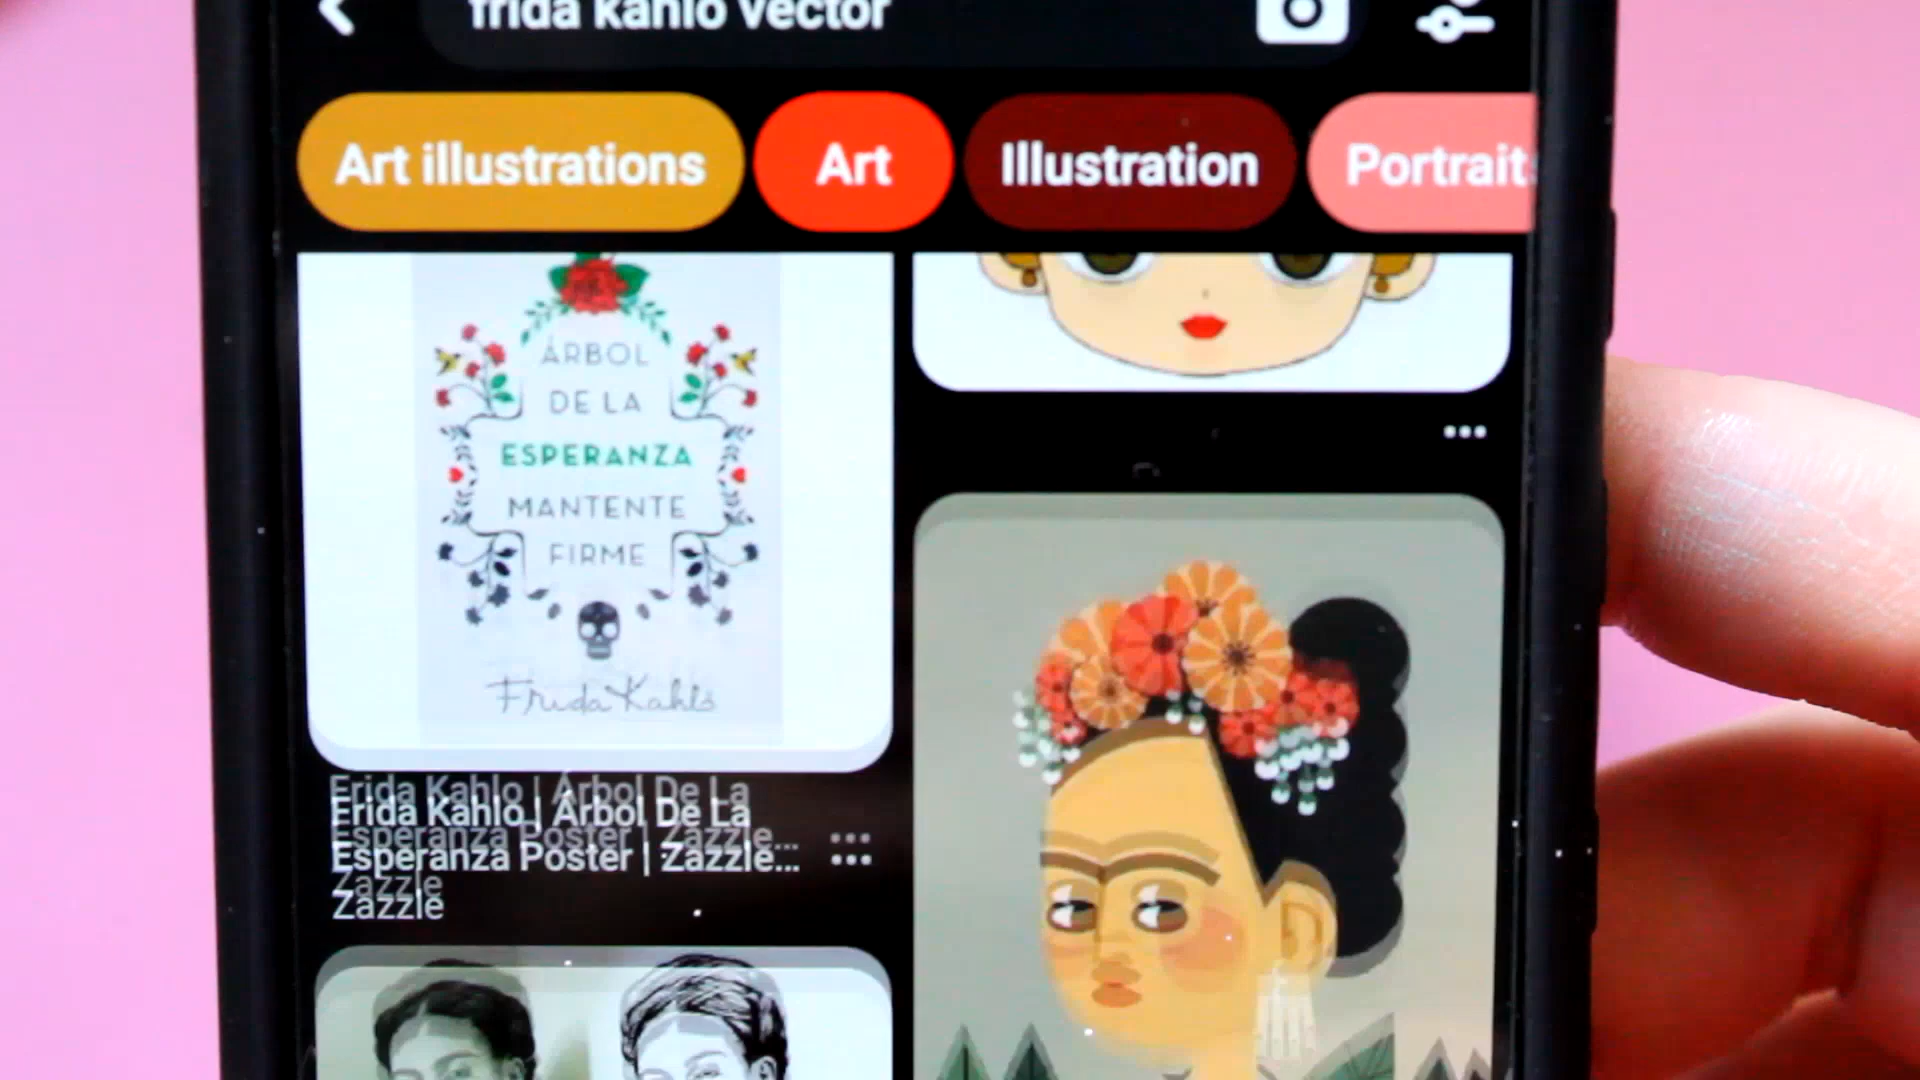 frida kahlo vector
Art illustrations
Art
Illustration
Portraits
ÁRBOL
DE LA
ESPERANZA
MANTENTE
FIRME
Frida Kahlo
Frida Kahlo | Árbol De La
Esperanza Poster | Zazzle...
Zazzle